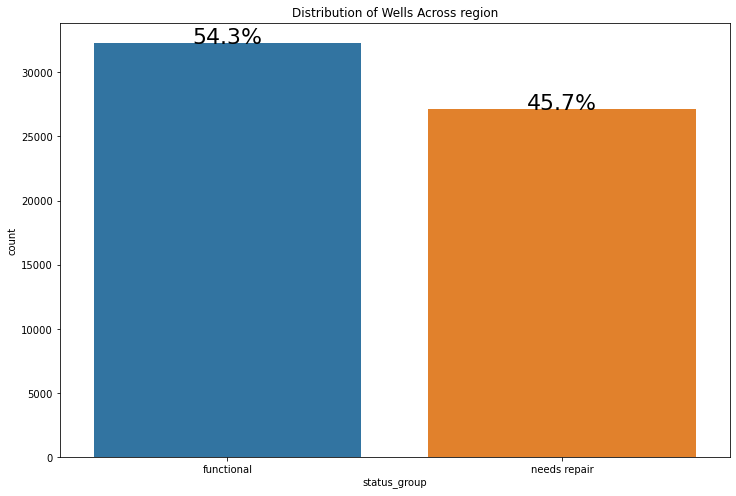 Distribution of Wells Across region
54.3%
45.7%
30000
25000
20000
15000
10000
5000
0
count
functional
needs repair
status_group